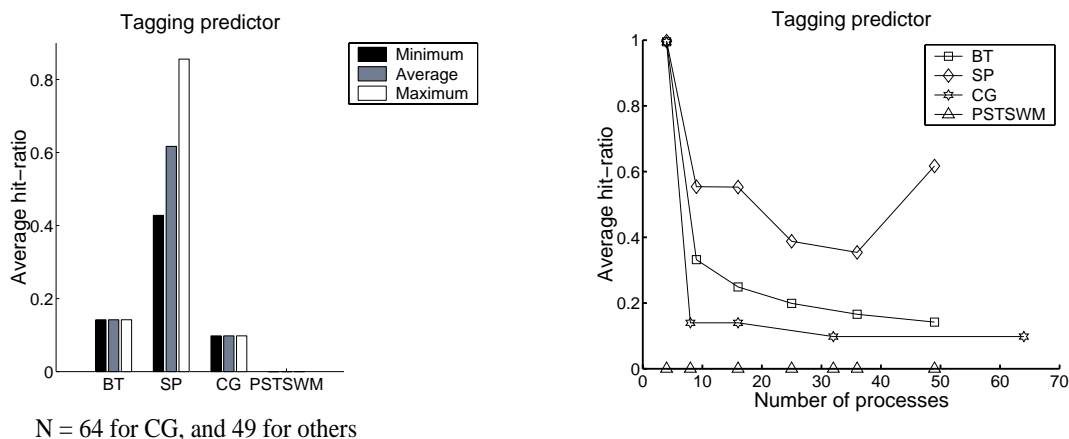 Tagging predictor
Minimum
Average
Maximum
Average hit-ratio
0.8
0.6
0.4
0.2
0
BT SP CG PSTSWM
N = 64 for CG, and 49 for others
Tagging predictor
BT
SP
CG
PSTSWM
Average hit-ratio
1
0.8
0.6
0.4
0.2
0
0 10 20 30 40 50 60 70
Number of processes